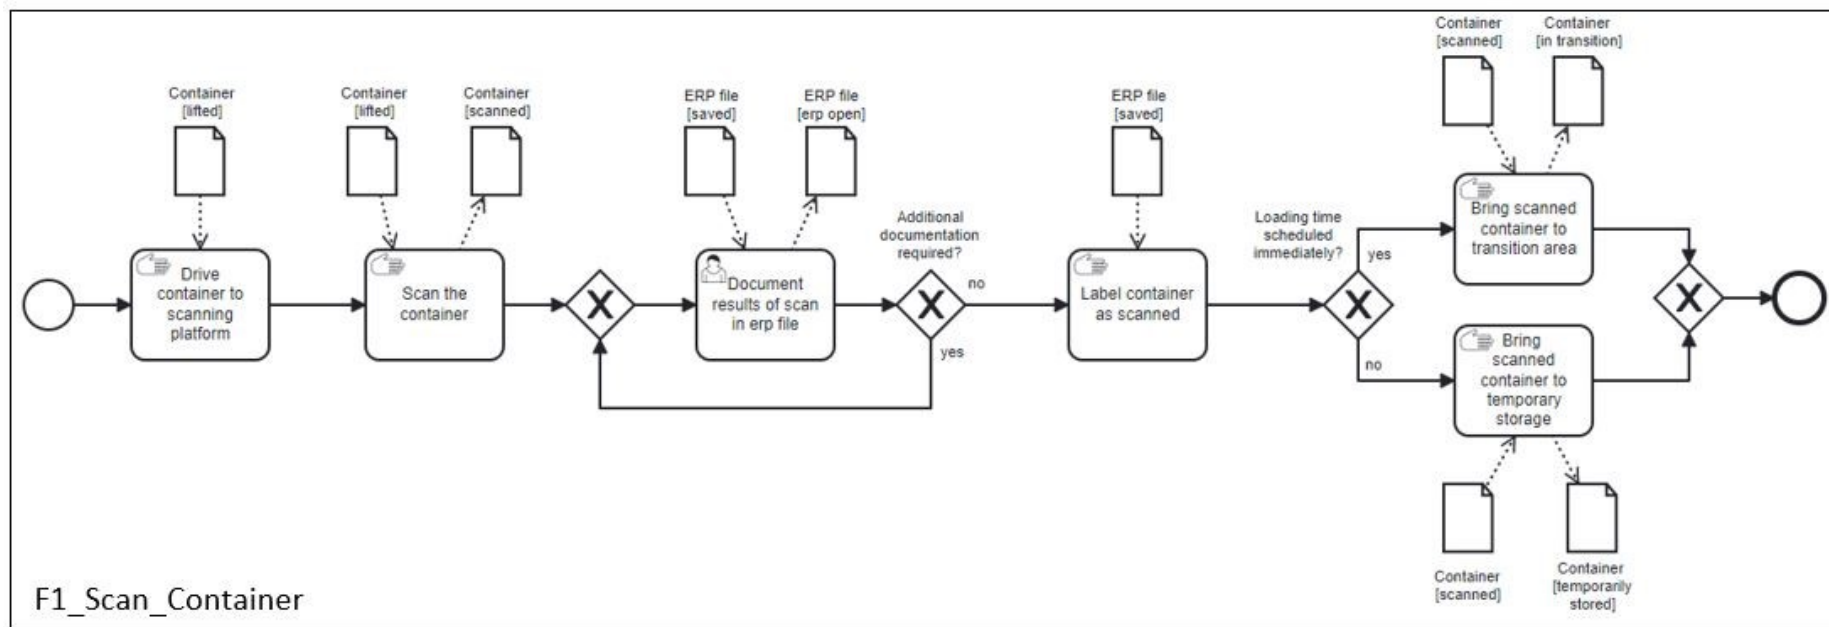 Container
[lifted]
Container
[lifted]
Container
[scanned]
ERP file
[saved]
ERP file
[erp open]
ERP file
[saved]
Container
[scanned]
Container
[in transition]
Drive
container to
scanning
platform
Scan the
container
X
Document
results of scan
in erp file
Additional
documentation
required?
X
no
yes
Label container
as scanned
Loading time
scheduled
immediately?
X
yes
no
Bring scanned
container to
transition area
Bring
scanned
container to
temporary
storage
X
Container
[scanned]
Container
[temporarily
stored]
F1_Scan_Container